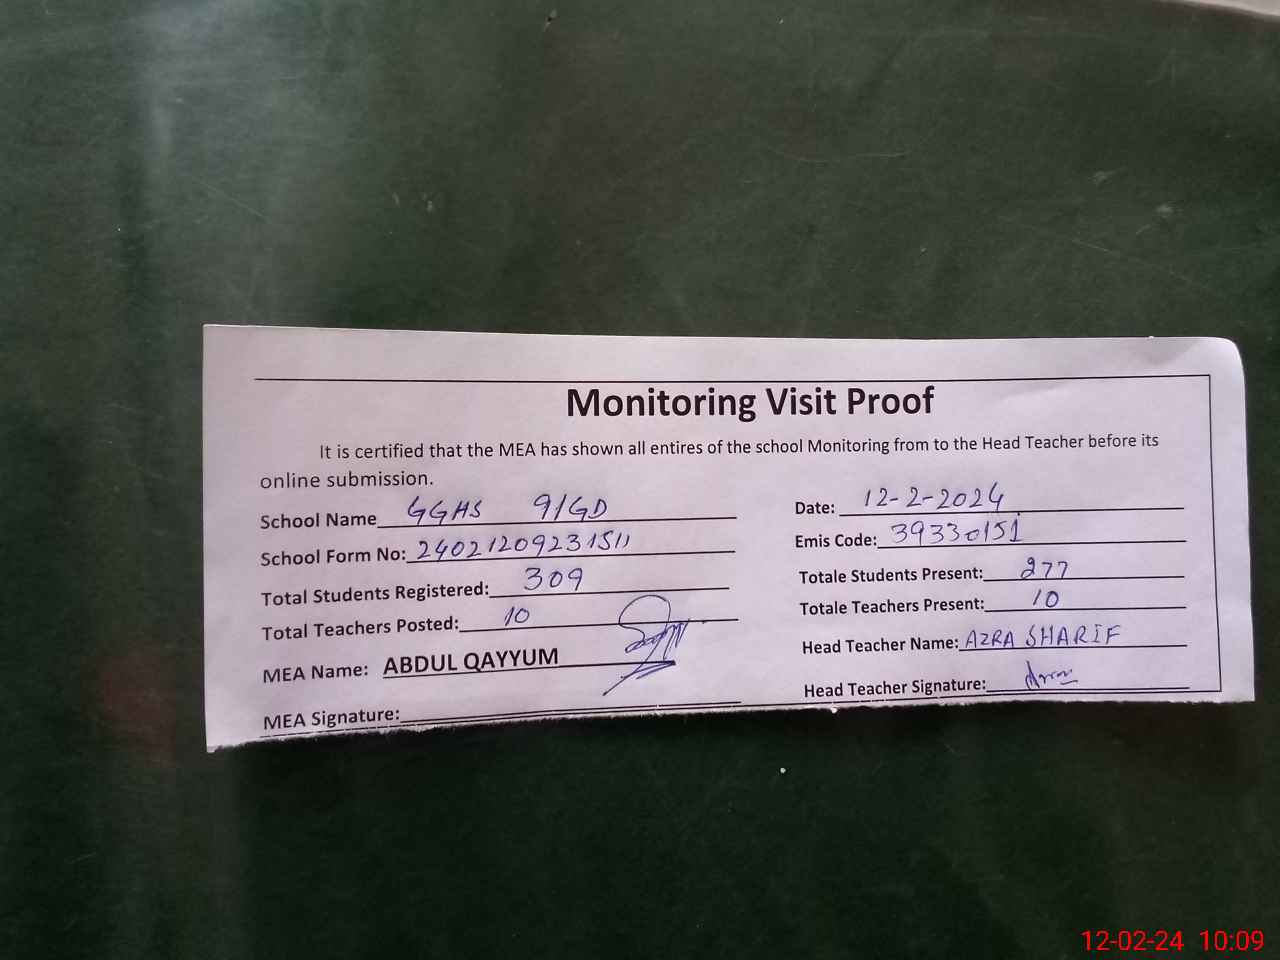 Monitoring Visit Proof
It is certified that the MEA has shown all entires of the school Monitoring from to the Head Teacher before its
online submission.
School Name GGHS 9/GD
Date: 12-2-2024
School Form No: 24021209231511
Emis Code: 39330151
Total Students Registered: 309
Totale Students Present: 277
Total Teachers Posted: 10
Totale Teachers Present: 10
MEA Name: ABDUL QAYYUM
Head Teacher Name: AZRA SHARIF
MEA Signature:
Head Teacher Signature:
12-02-24 10:09